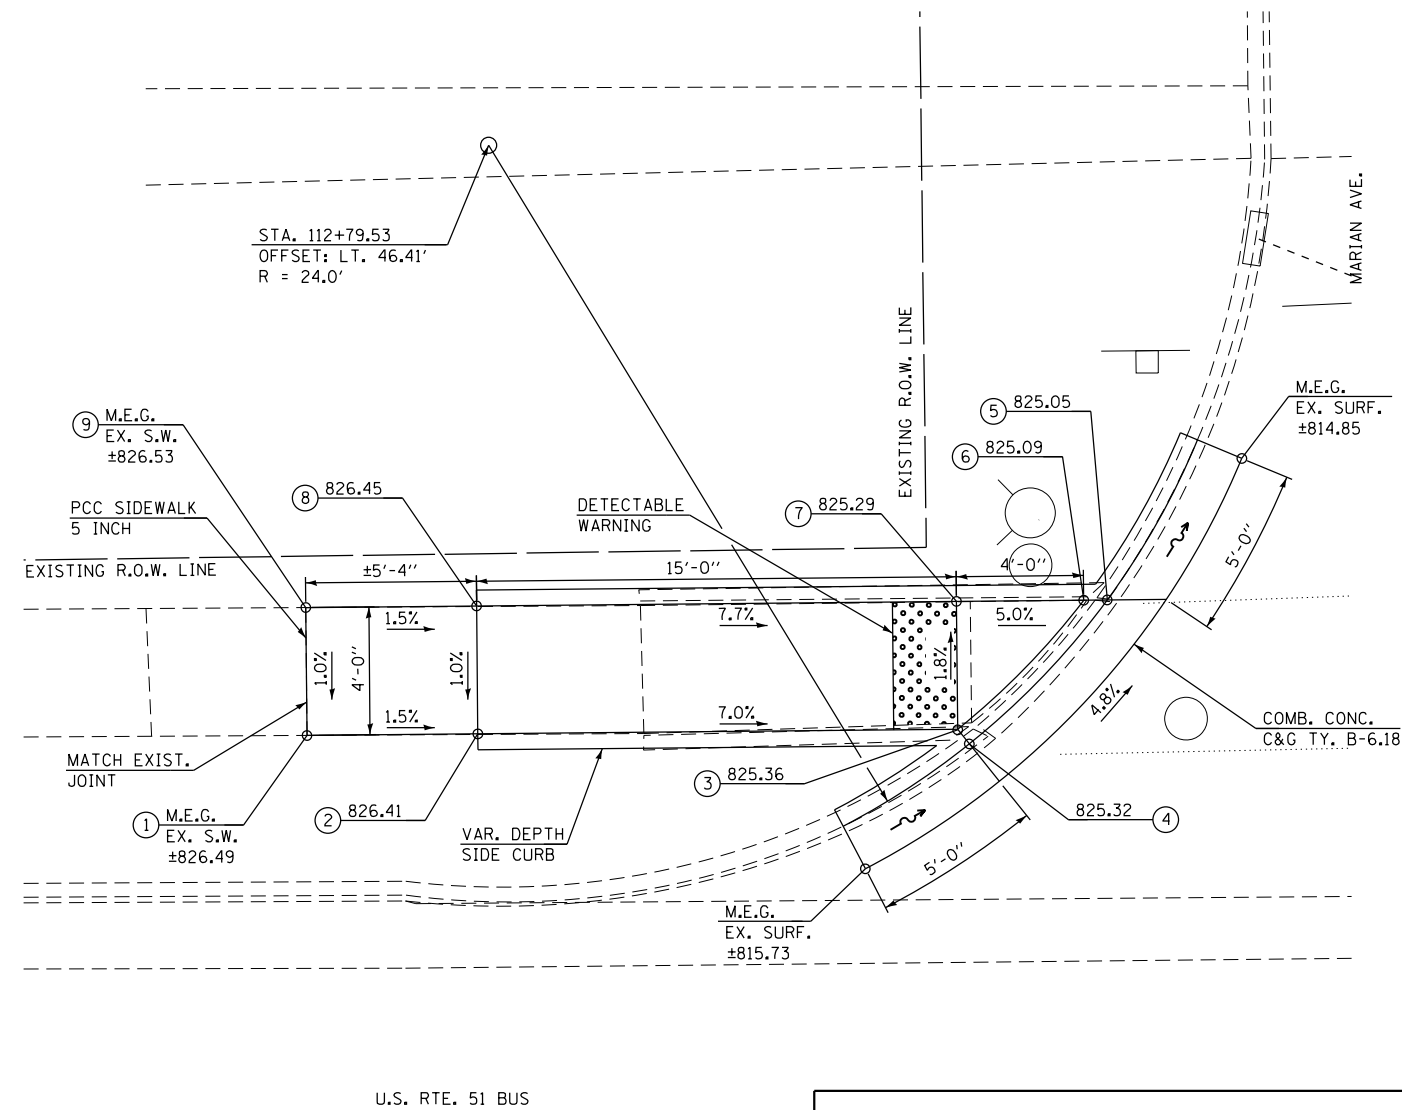 STA. 112+79.53
OFFSET: LT. 46.41'
R = 24.0'
MARIAN AVE.
EXISTING R.O.W. LINE
M.E.G.
EX. SURF.
±814.85
5 825.05
6 825.09
9 M.E.G.
EX. S.W.
±826.53
8 826.45
7 825.29
DETECTABLE
WARNING
PCC SIDEWALK
5 INCH
EXISTING R.O.W. LINE
±5'-4"
15'-0"
4'-0"
5'-0"
1.5%
7.7%
5.0%
1.0%
4'-0"
1.0%
1.8%
1.5%
7.0%
4.8%
COMB. CONC.
C&G TY. B-6.18
MATCH EXIST.
JOINT
3 825.36
1 M.E.G.
EX. S.W.
±826.49
2 826.41
825.32 4
VAR. DEPTH
SIDE CURB
5'-0"
M.E.G.
EX. SURF.
±815.73
U.S. RTE. 51 BUS